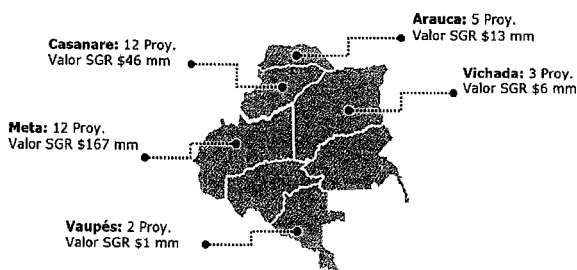 Arauca: 5 Proy.
Valor SGR $13 mm
Casanare: 12 Proy.
Valor SGR $46 mm
Vichada: 3 Proy.
Valor SGR $6 mm
Meta: 12 Proy.
Valor SGR $167 mm
Vaupés: 2 Proy.
Valor SGR $1 mm